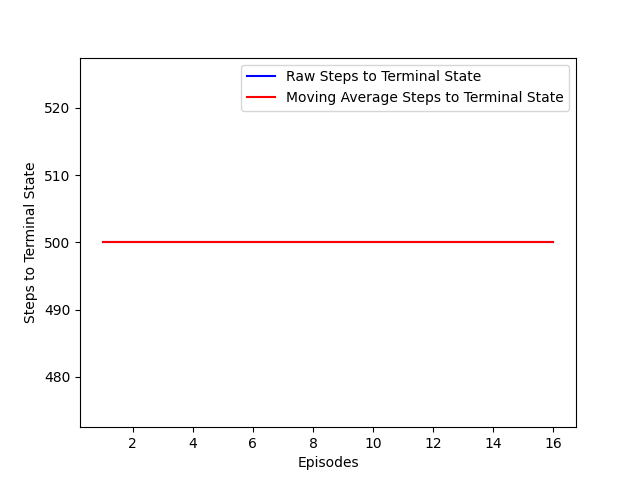 Raw Steps to Terminal State
Moving Average Steps to Terminal State
520
510
500
490
480
Steps to Terminal State
2 4 6 8 10 12 14 16
Episodes